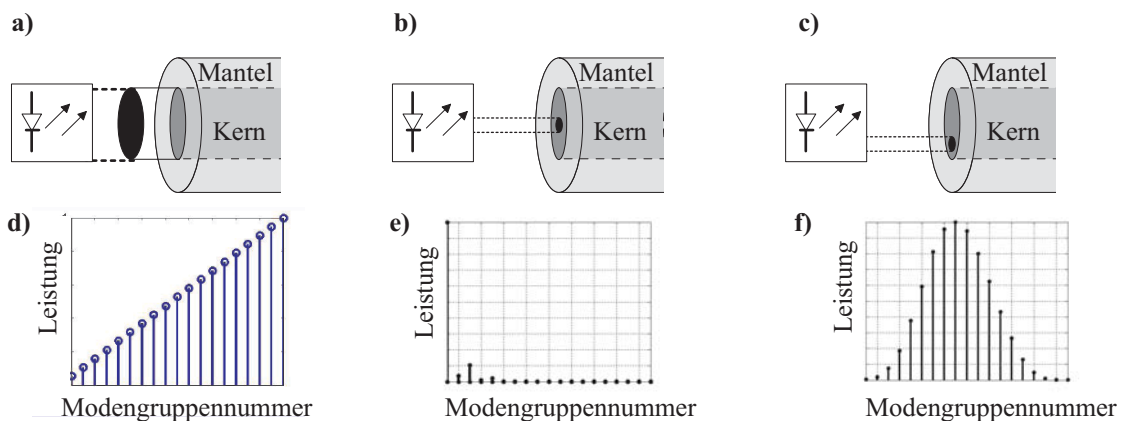 a)
b)
c)
Mantel
Kern
Mantel
Kern
Mantel
Kern
d)
e)
f)
Leistung
Leistung
Leistung
Modengruppennummer
Modengruppennummer
Modengruppennummer